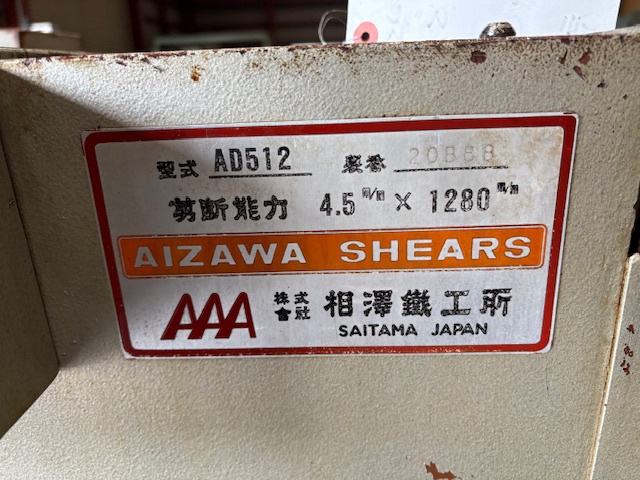 型式 AD512 製番
剪断能力 4.5 m/m × 1280 m/m
AIZAWA SHEARS
AAA 株式会社 相澤鐵工所
SAITAMA JAPAN